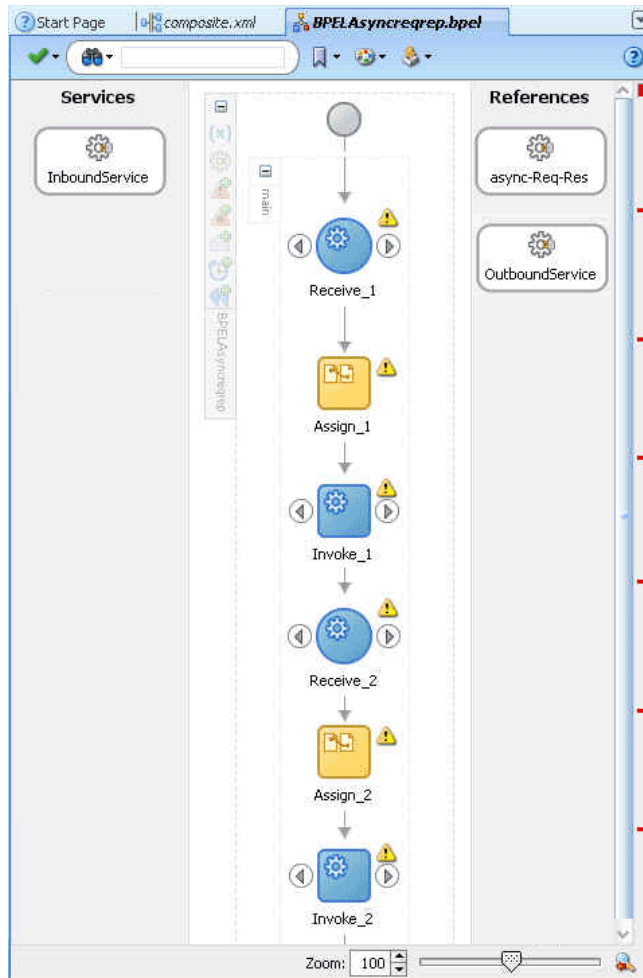 Start Page
composite.xml
BPELAsyncreqrep.bpel
Services
References
InboundService
async-Req-Res
OutboundService
main
BPELAsyncreqrep
Receive_1
Assign_1
Invoke_1
Receive_2
Assign_2
Invoke_2
Zoom: 100